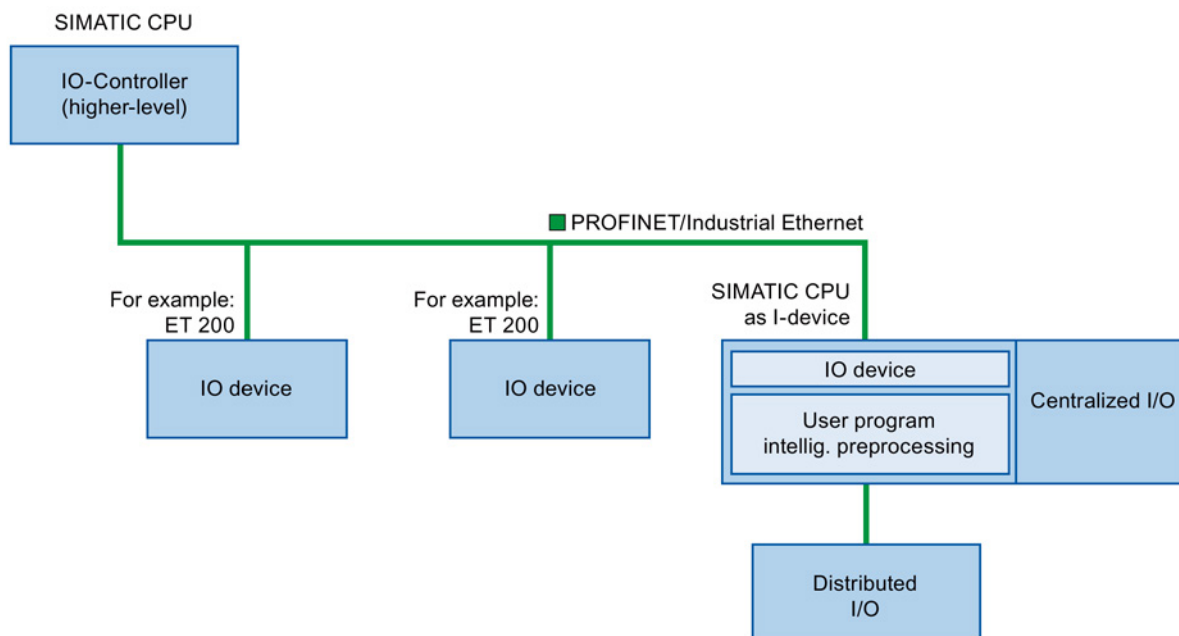 SIMATIC CPU
IO-Controller
(higher-level)
PROFINET/Industrial Ethernet
For example:
ET 200
IO device
For example:
ET 200
IO device
SIMATIC CPU
as I-device
IO device
User program
intellig. preprocessing
Centralized I/O
Distributed
I/O